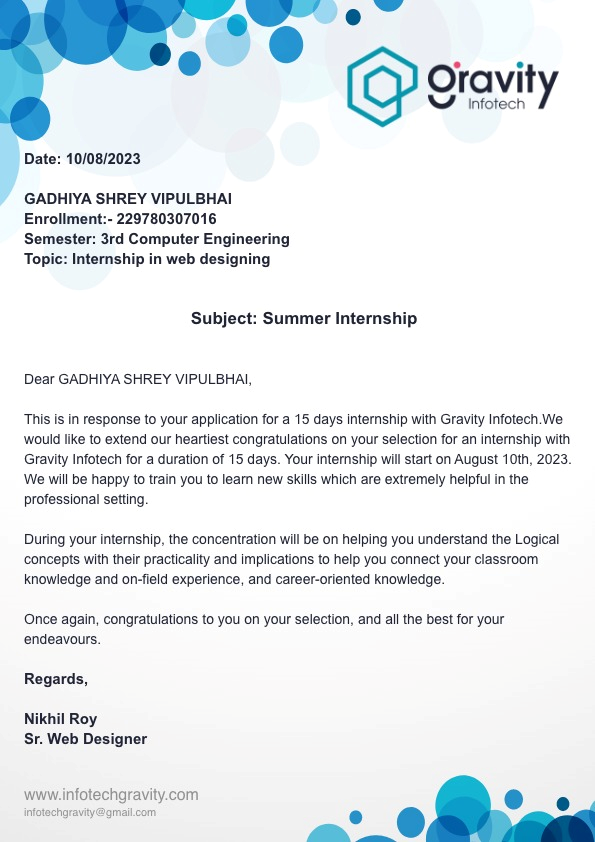 gravity
Infotech
Date: 10/08/2023
GADHIYA SHREY VIPULBHAI
Enrollment:- 229780307016
Semester: 3rd Computer Engineering
Topic: Internship in web designing
Subject: Summer Internship
Dear GADHIYA SHREY VIPULBHAI,
This is in response to your application for a 15 days internship with Gravity Infotech.We
would like to extend our heartiest congratulations on your selection for an internship with
Gravity Infotech for a duration of 15 days. Your internship will start on August 10th, 2023.
We will be happy to train you to learn new skills which are extremely helpful in the
professional setting.
During your internship, the concentration will be on helping you understand the Logical
concepts with their practicality and implications to help you connect your classroom
knowledge and on-field experience, and career-oriented knowledge.
Once again, congratulations to you on your selection, and all the best for your
endeavours.
Regards,
Nikhil Roy
Sr. Web Designer
www.infotechgravity.com
infotechgravity@gmail.com